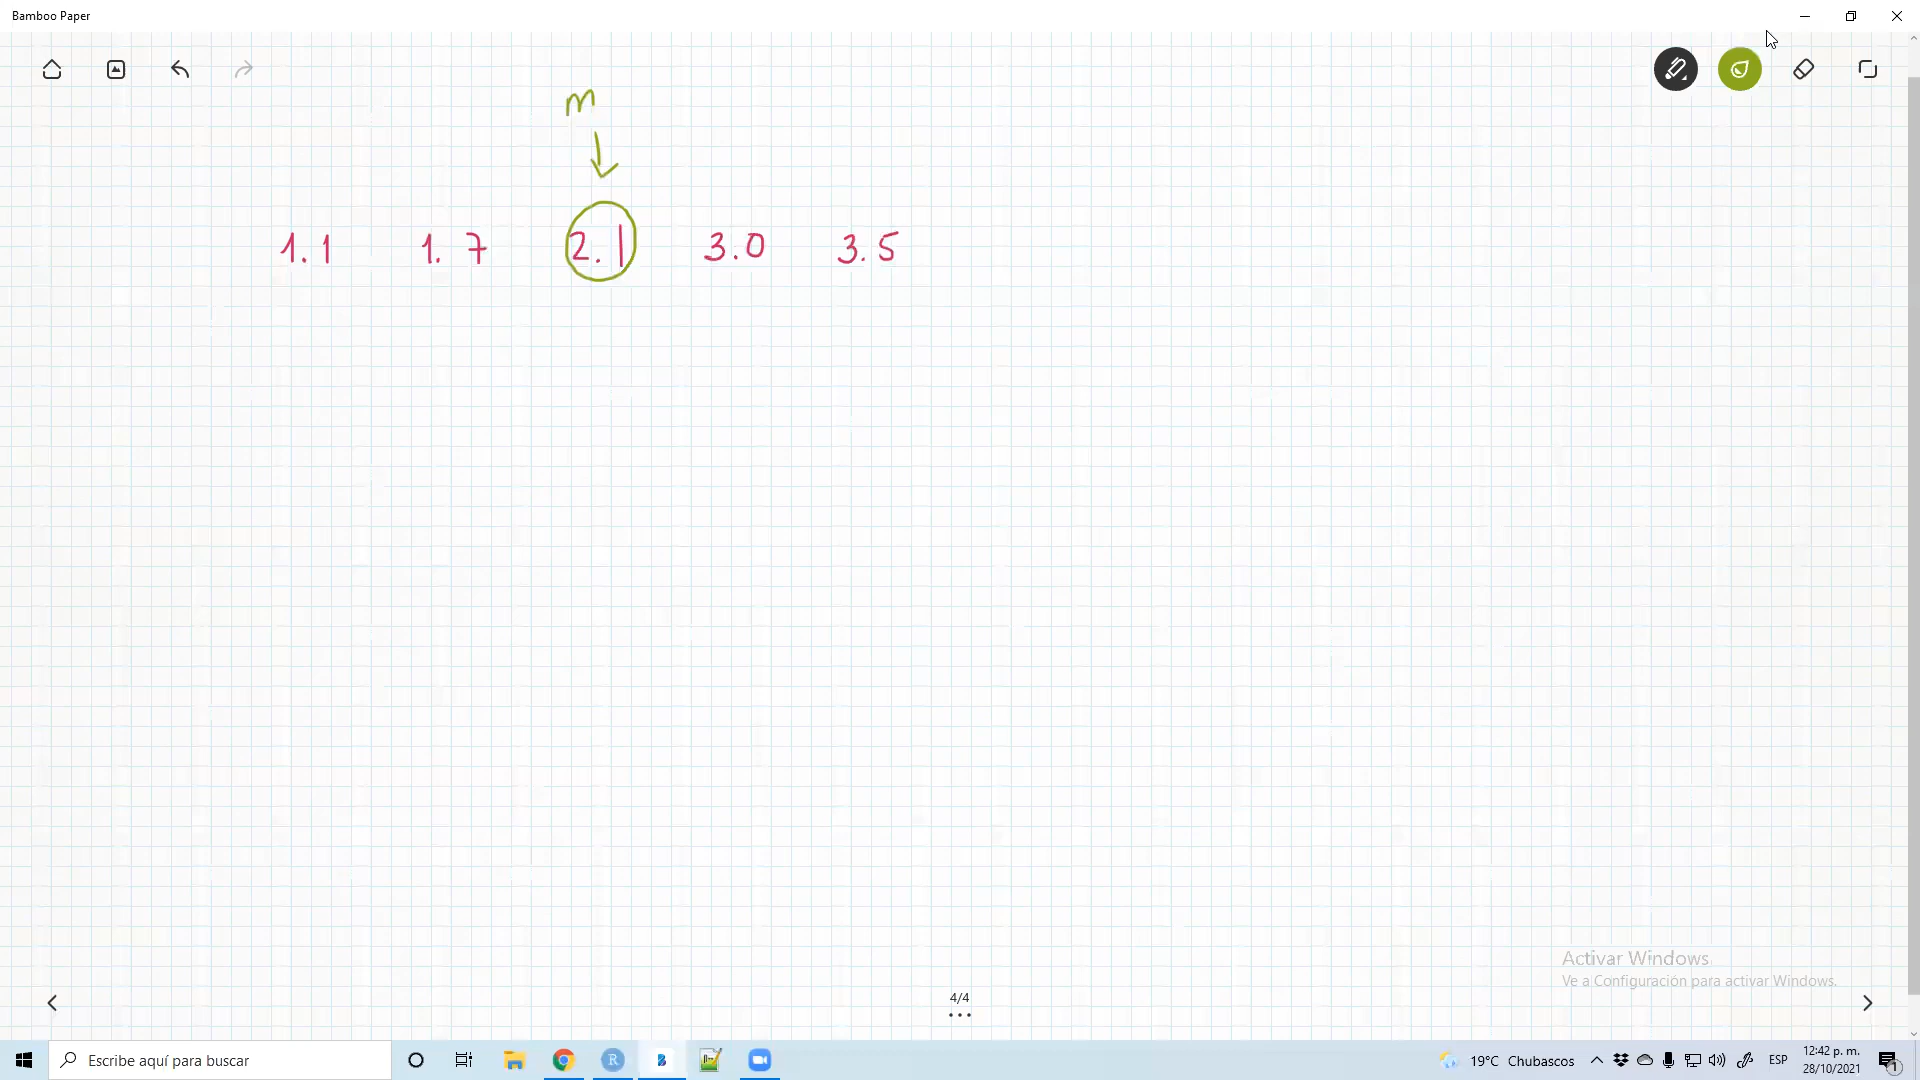 Bamboo Paper
m
1.1 1.7 2.1 3.0 3.5
Activar Windows
Ve a Configuración para activar Windows.
4/4
Escribe aquí para buscar
19°C Chubascos
ESP
12:42 p. m.
28/10/2021
1